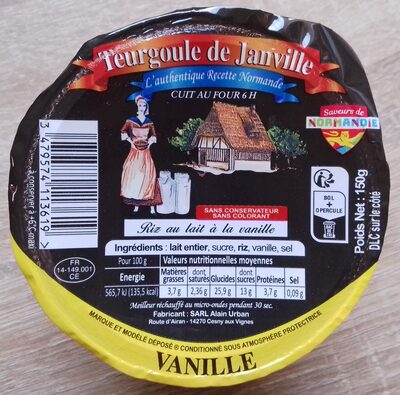 Teurgoule de Janville
L'authentique Recette Normande
CUIT AU FOUR 6 H
Saveurs de
NORMANDIE
3 479574 112619 >
à conserver à +6°C maxi
BOL
+
OPERCULE
Poids Net : 150g
DLC sur le côté
SANS CONSERVATEUR
SANS COLORANT
Riz au lait à la vanille
Ingrédients : lait entier, sucre, riz, vanille, sel
Pour 100 g Valeurs nutritionnelles moyennes
Energie Matières grasses dont saturés Glucides dont sucres Protéines Sel
565,7 kJ (135,5 kcal) 3,7 g 2,36 g 25,9 g 13 g 3,7 g 0,09 g
Meilleur réchauffé au micro-ondes pendant 30 sec.
Fabricant : SARL Alain Urban
Route d'Airan - 14270 Cesny aux Vignes
FR
14-149.001
CE
MARQUE ET MODÈLE DÉPOSÉ ® CONDITIONNÉ SOUS ATMOSPHÈRE PROTECTRICE
VANILLE